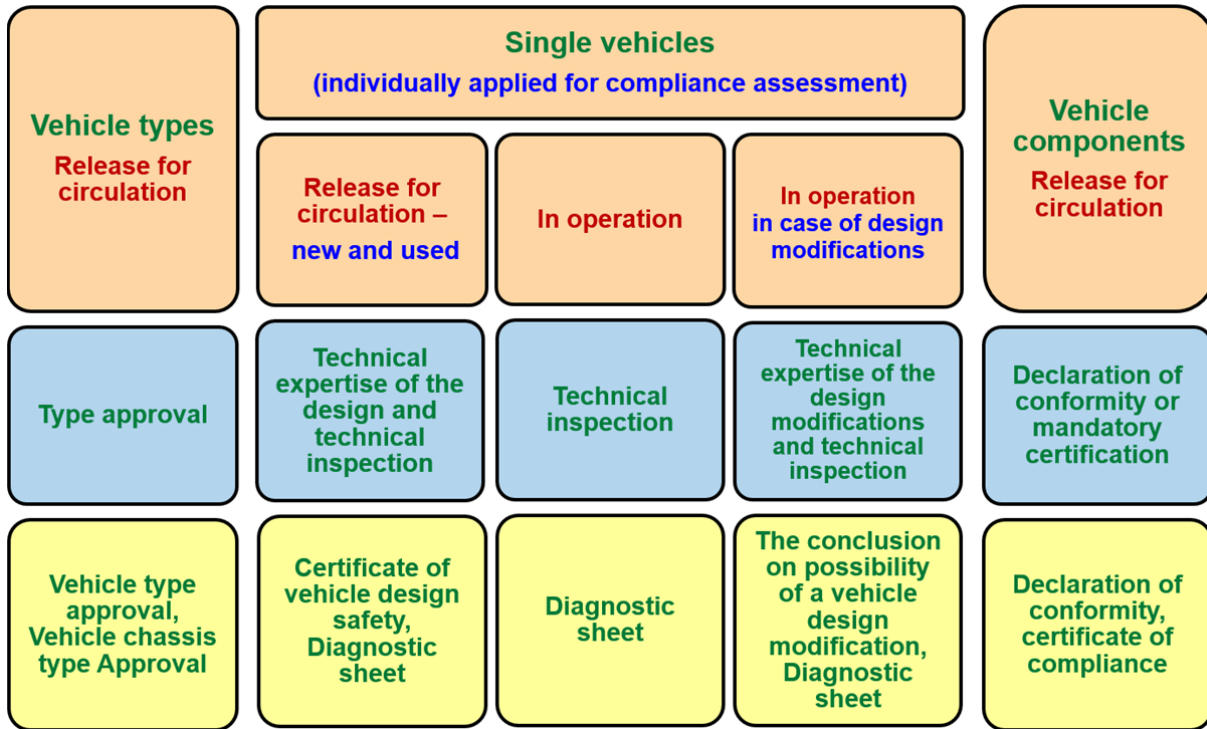 Vehicle types
Release for
circulation
Single vehicles
(individually applied for compliance assessment)
Release for
circulation –
new and used
In operation
In operation
in case of design
modifications
Vehicle
components
Release for
circulation
Type approval
Technical
expertise of the
design and
technical
inspection
Technical
inspection
Technical
expertise of the
design
modifications
and technical
inspection
Declaration of
conformity or
mandatory
certification
Vehicle type
approval,
Vehicle chassis
type Approval
Certificate of
vehicle design
safety,
Diagnostic
sheet
Diagnostic
sheet
The conclusion
on possibility
of a vehicle
design
modification,
Diagnostic
sheet
Declaration of
conformity,
certificate of
compliance